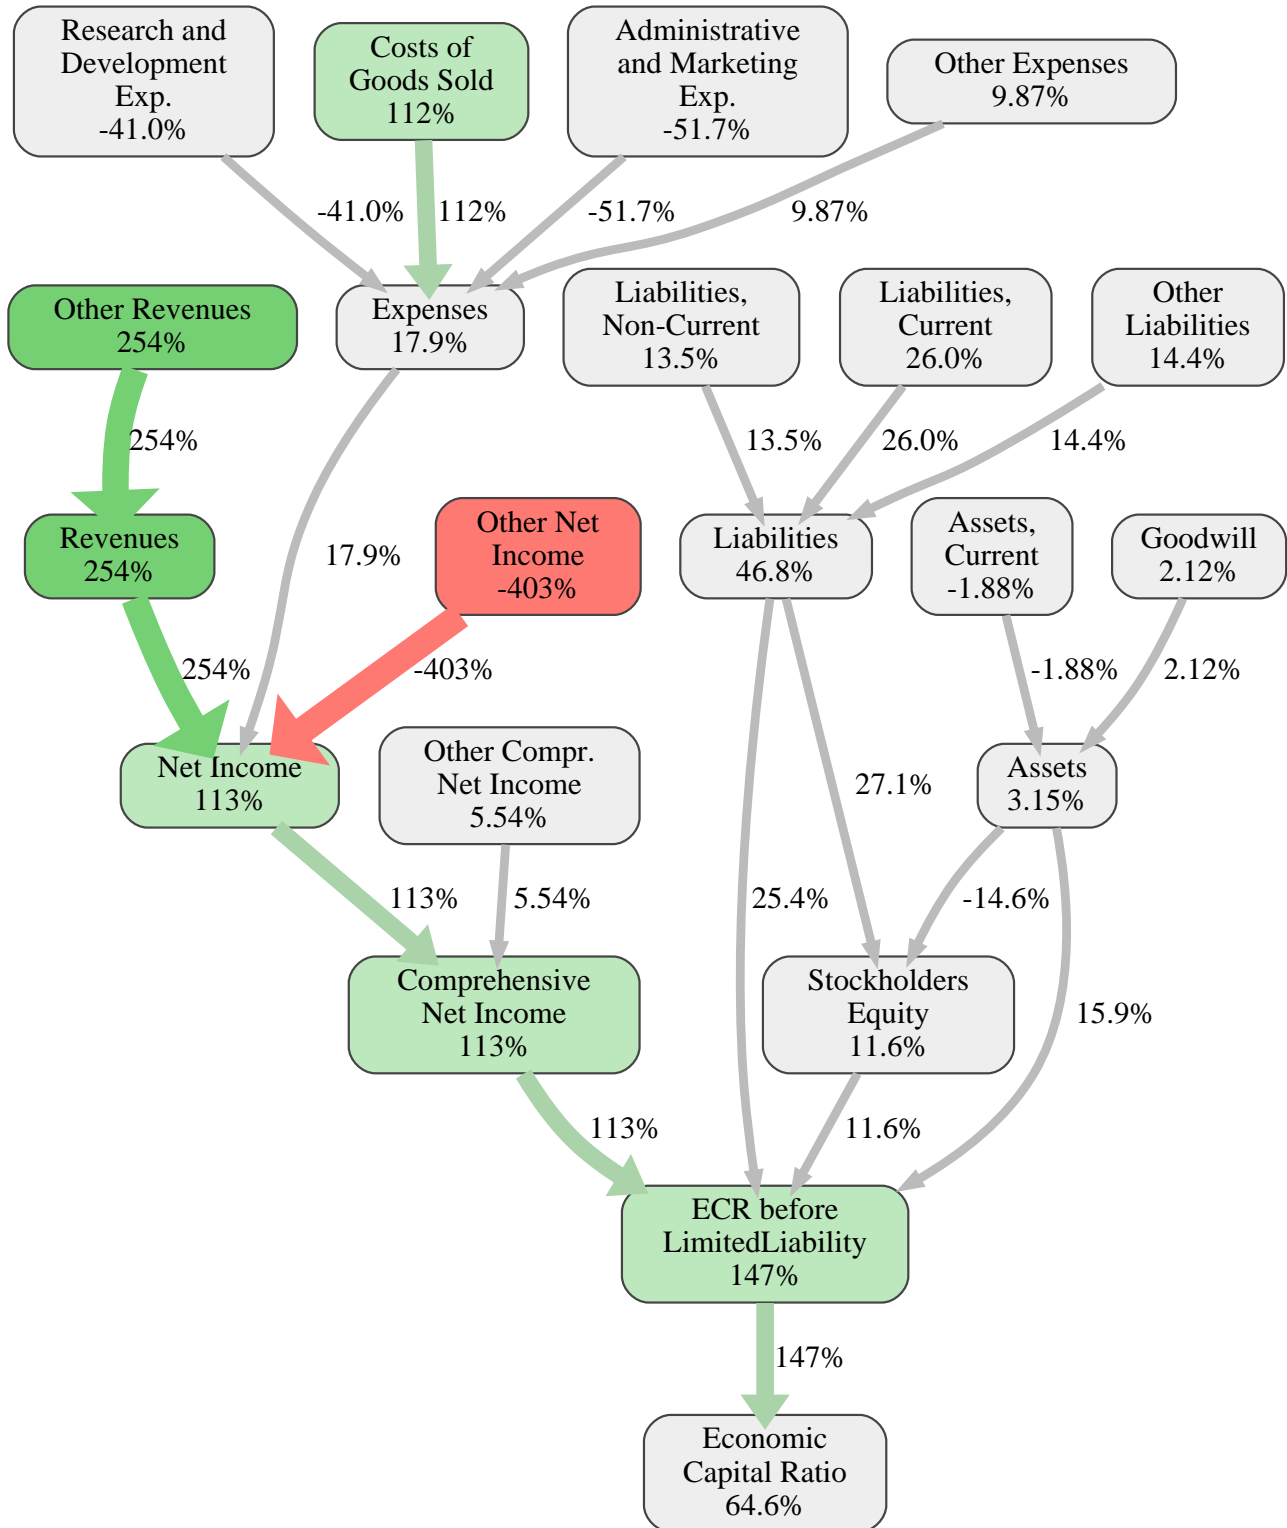 Research and
Development
Exp.
-41.0%
Costs of
Goods Sold
112%
Administrative
and Marketing
Exp.
-51.7%
Other Expenses
9.87%
-41.0%
112%
-51.7%
9.87%
Other Revenues
254%
Expenses
17.9%
Liabilities,
Non-Current
13.5%
Liabilities,
Current
26.0%
Other
Liabilities
14.4%
254%
13.5%
26.0%
14.4%
Revenues
254%
17.9%
Other Net
Income
-403%
Liabilities
46.8%
Assets,
Current
-1.88%
Goodwill
2.12%
254%
-403%
-1.88%
2.12%
Net Income
113%
Other Compr.
Net Income
5.54%
27.1%
Assets
3.15%
113%
5.54%
25.4%
-14.6%
Comprehensive
Net Income
113%
Stockholders
Equity
11.6%
15.9%
113%
11.6%
ECR before
LimitedLiability
147%
147%
Economic
Capital Ratio
64.6%